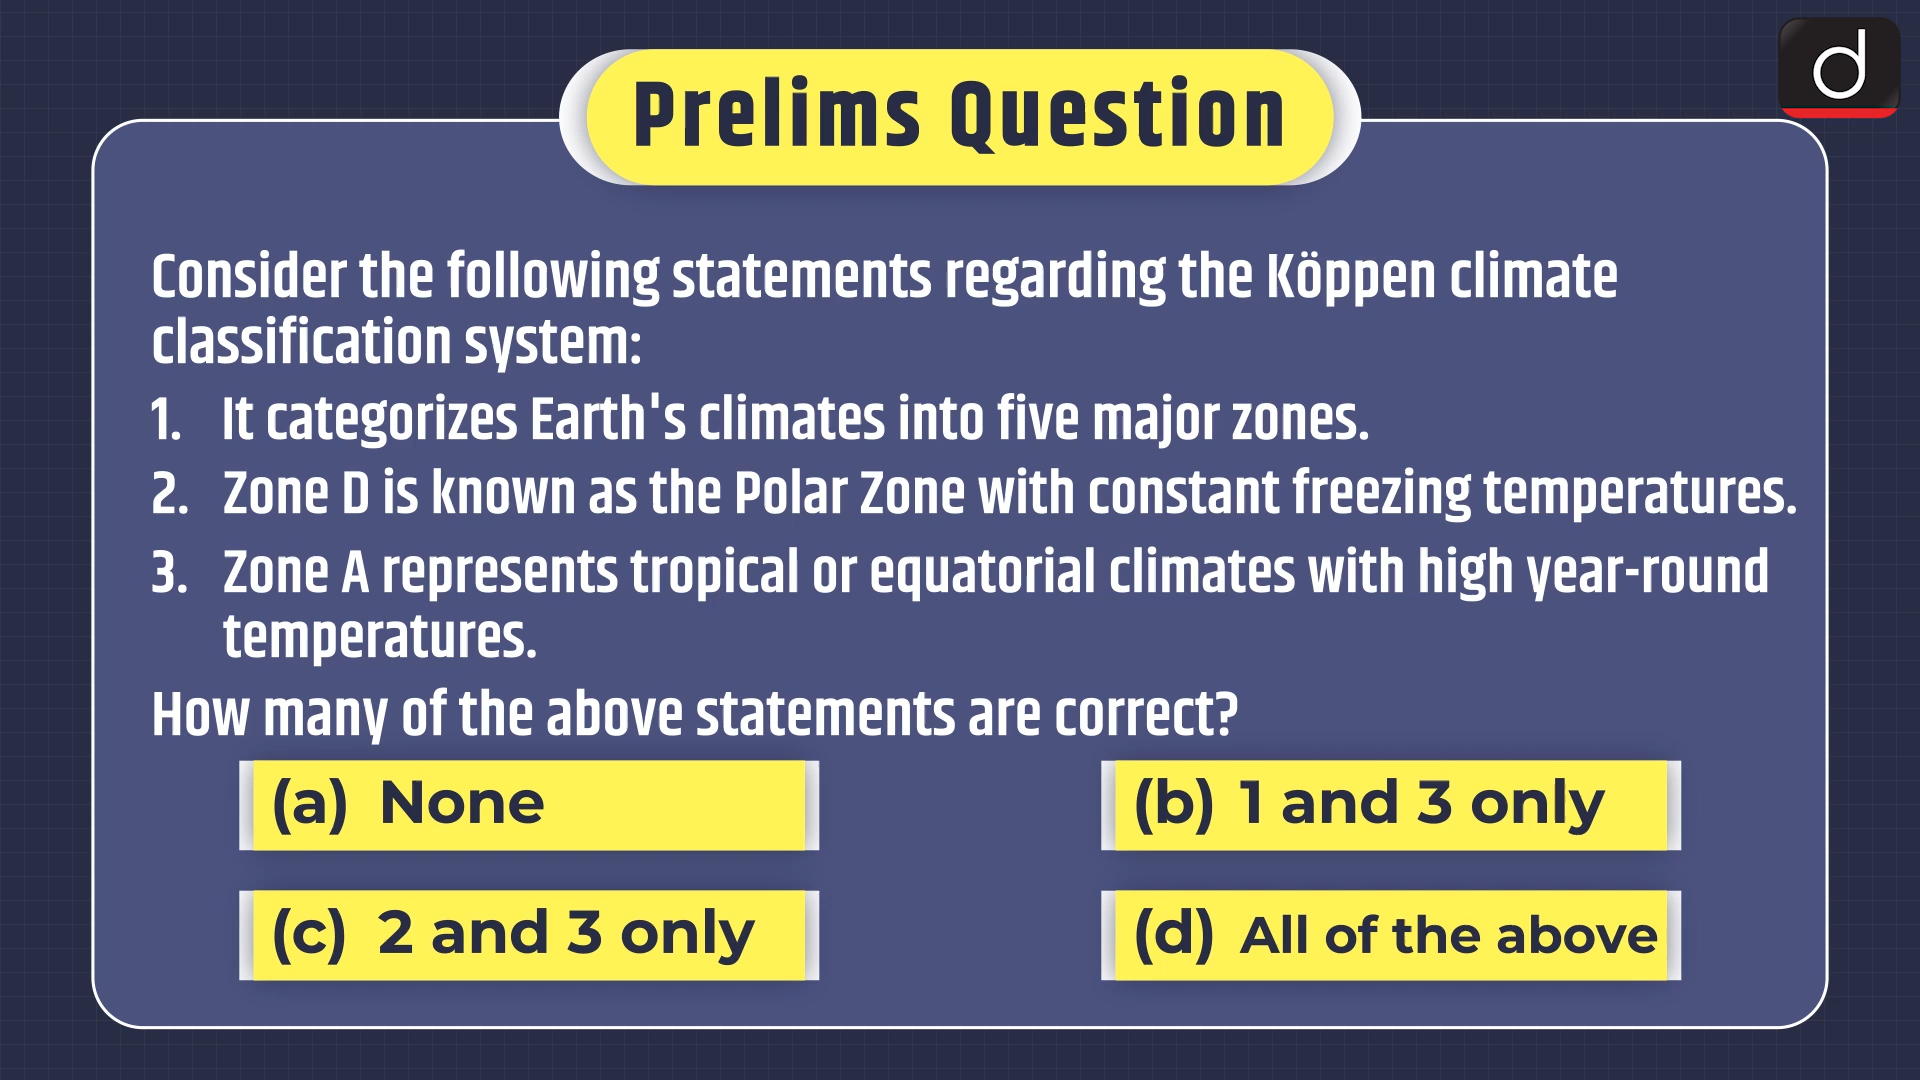 d
Prelims Question
Consider the following statements regarding the Köppen climate
classification system:
1. It categorizes Earth's climates into five major zones.
2. Zone D is known as the Polar Zone with constant freezing temperatures.
3. Zone A represents tropical or equatorial climates with high year-round
temperatures.
How many of the above statements are correct?
(a) None
(b) 1 and 3 only
(c) 2 and 3 only
(d) All of the above